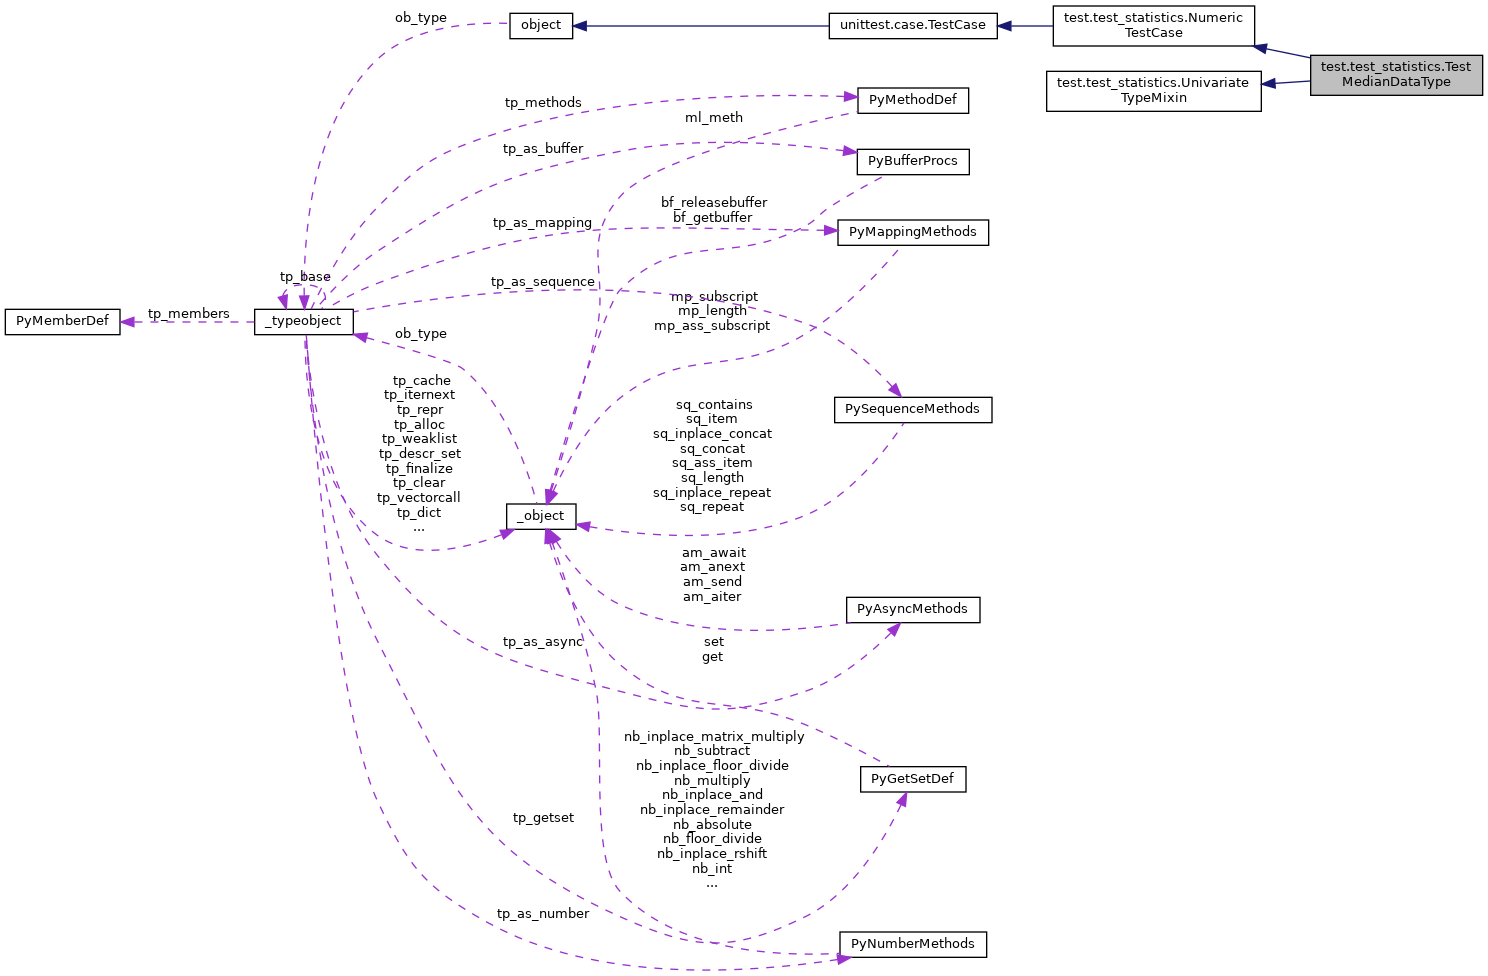 ob_type
object
unittest.case.TestCase
test.test_statistics.Numeric
TestCase
test.test_statistics.Test
MedianDataType
test.test_statistics.Univariate
TypeMixin
tp_methods
PyMethodDef
ml_meth
tp_as_buffer
PyBufferProcs
bf_releasebuffer
bf_getbuffer
tp_as_mapping
PyMappingMethods
tp_base
tp_as_sequence
mp_subscript
mp_length
mp_ass_subscript
PyMemberDef
tp_members
_typeobject
ob_type
tp_cache
tp_iternext
tp_repr
tp_alloc
tp_weaklist
tp_descr_set
tp_finalize
tp_clear
tp_vectorcall
tp_dict
...
PySequenceMethods
sq_contains
sq_item
sq_inplace_concat
sq_concat
sq_ass_item
sq_length
sq_inplace_repeat
sq_repeat
_object
am_await
am_anext
am_send
am_aiter
PyAsyncMethods
tp_as_async
set
get
nb_inplace_matrix_multiply
nb_subtract
nb_inplace_floor_divide
nb_multiply
nb_inplace_and
nb_inplace_remainder
nb_absolute
nb_floor_divide
nb_inplace_rshift
nb_int
...
PyGetSetDef
tp_getset
tp_as_number
PyNumberMethods